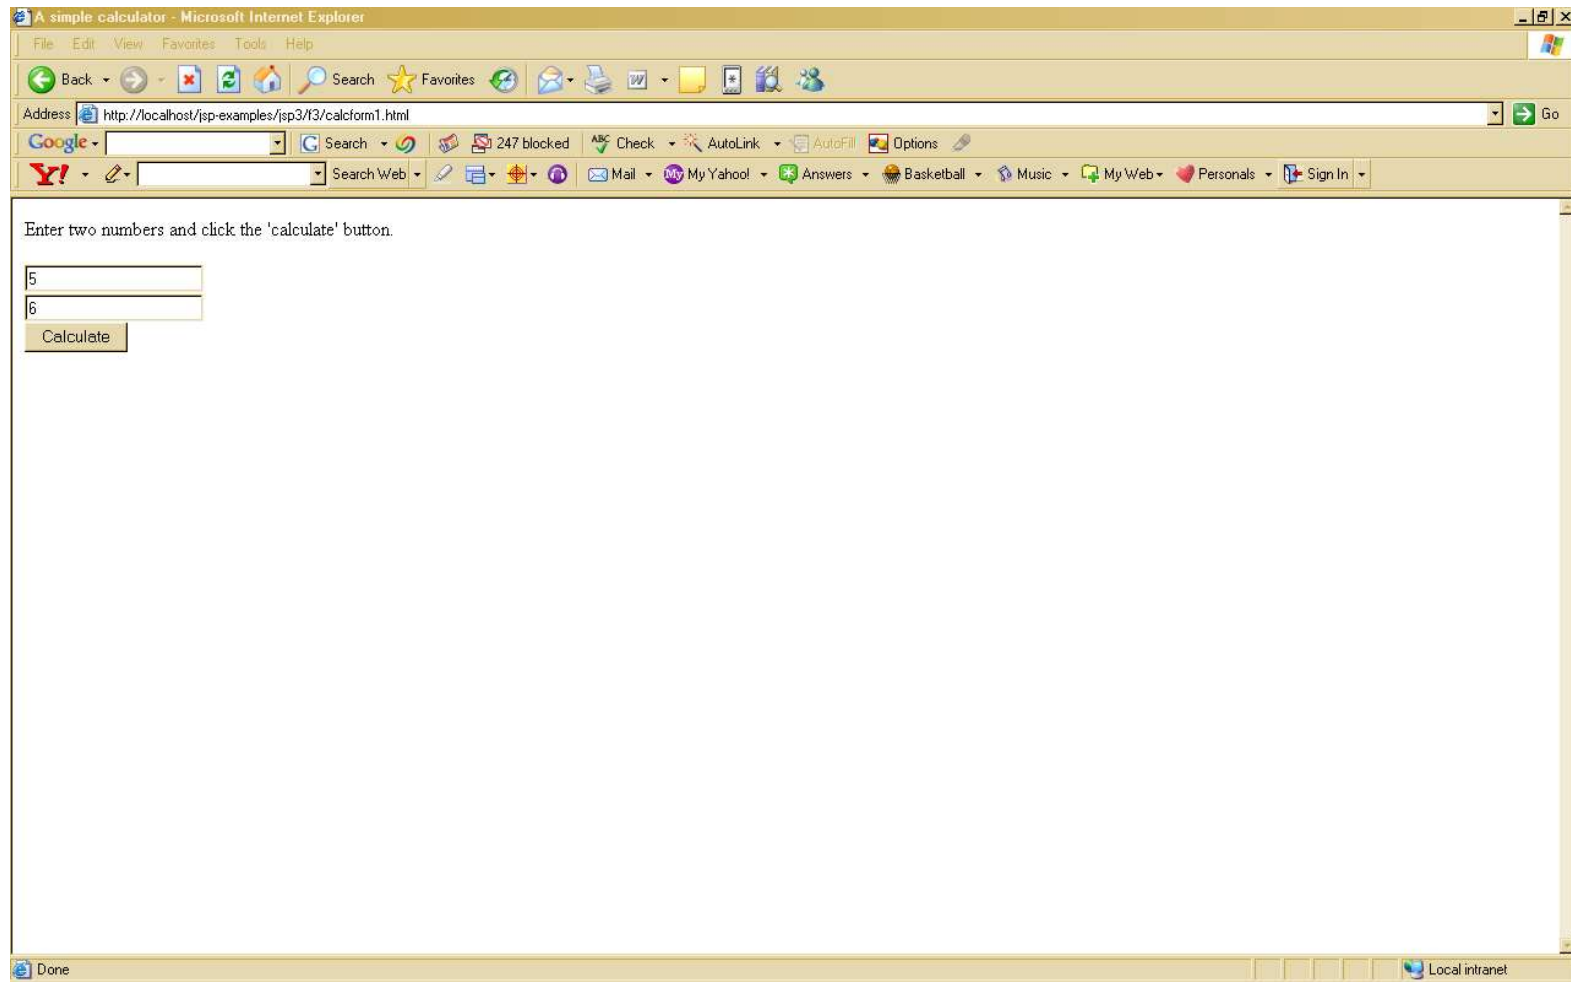 A simple calculator - Microsoft Internet Explorer
File Edit View Favorites Tools Help
Back Search Favorites
Address http://localhost/jsp-examples/jsp3/f3/calcform1.html Go
Google Search 247 blocked ABC Check AutoLink AutoFill Options
Y! Search Web Mail My My Yahoo! Answers Basketball Music My Web Personals Sign In
Enter two numbers and click the 'calculate' button.
5
6
Calculate
Done Local intranet